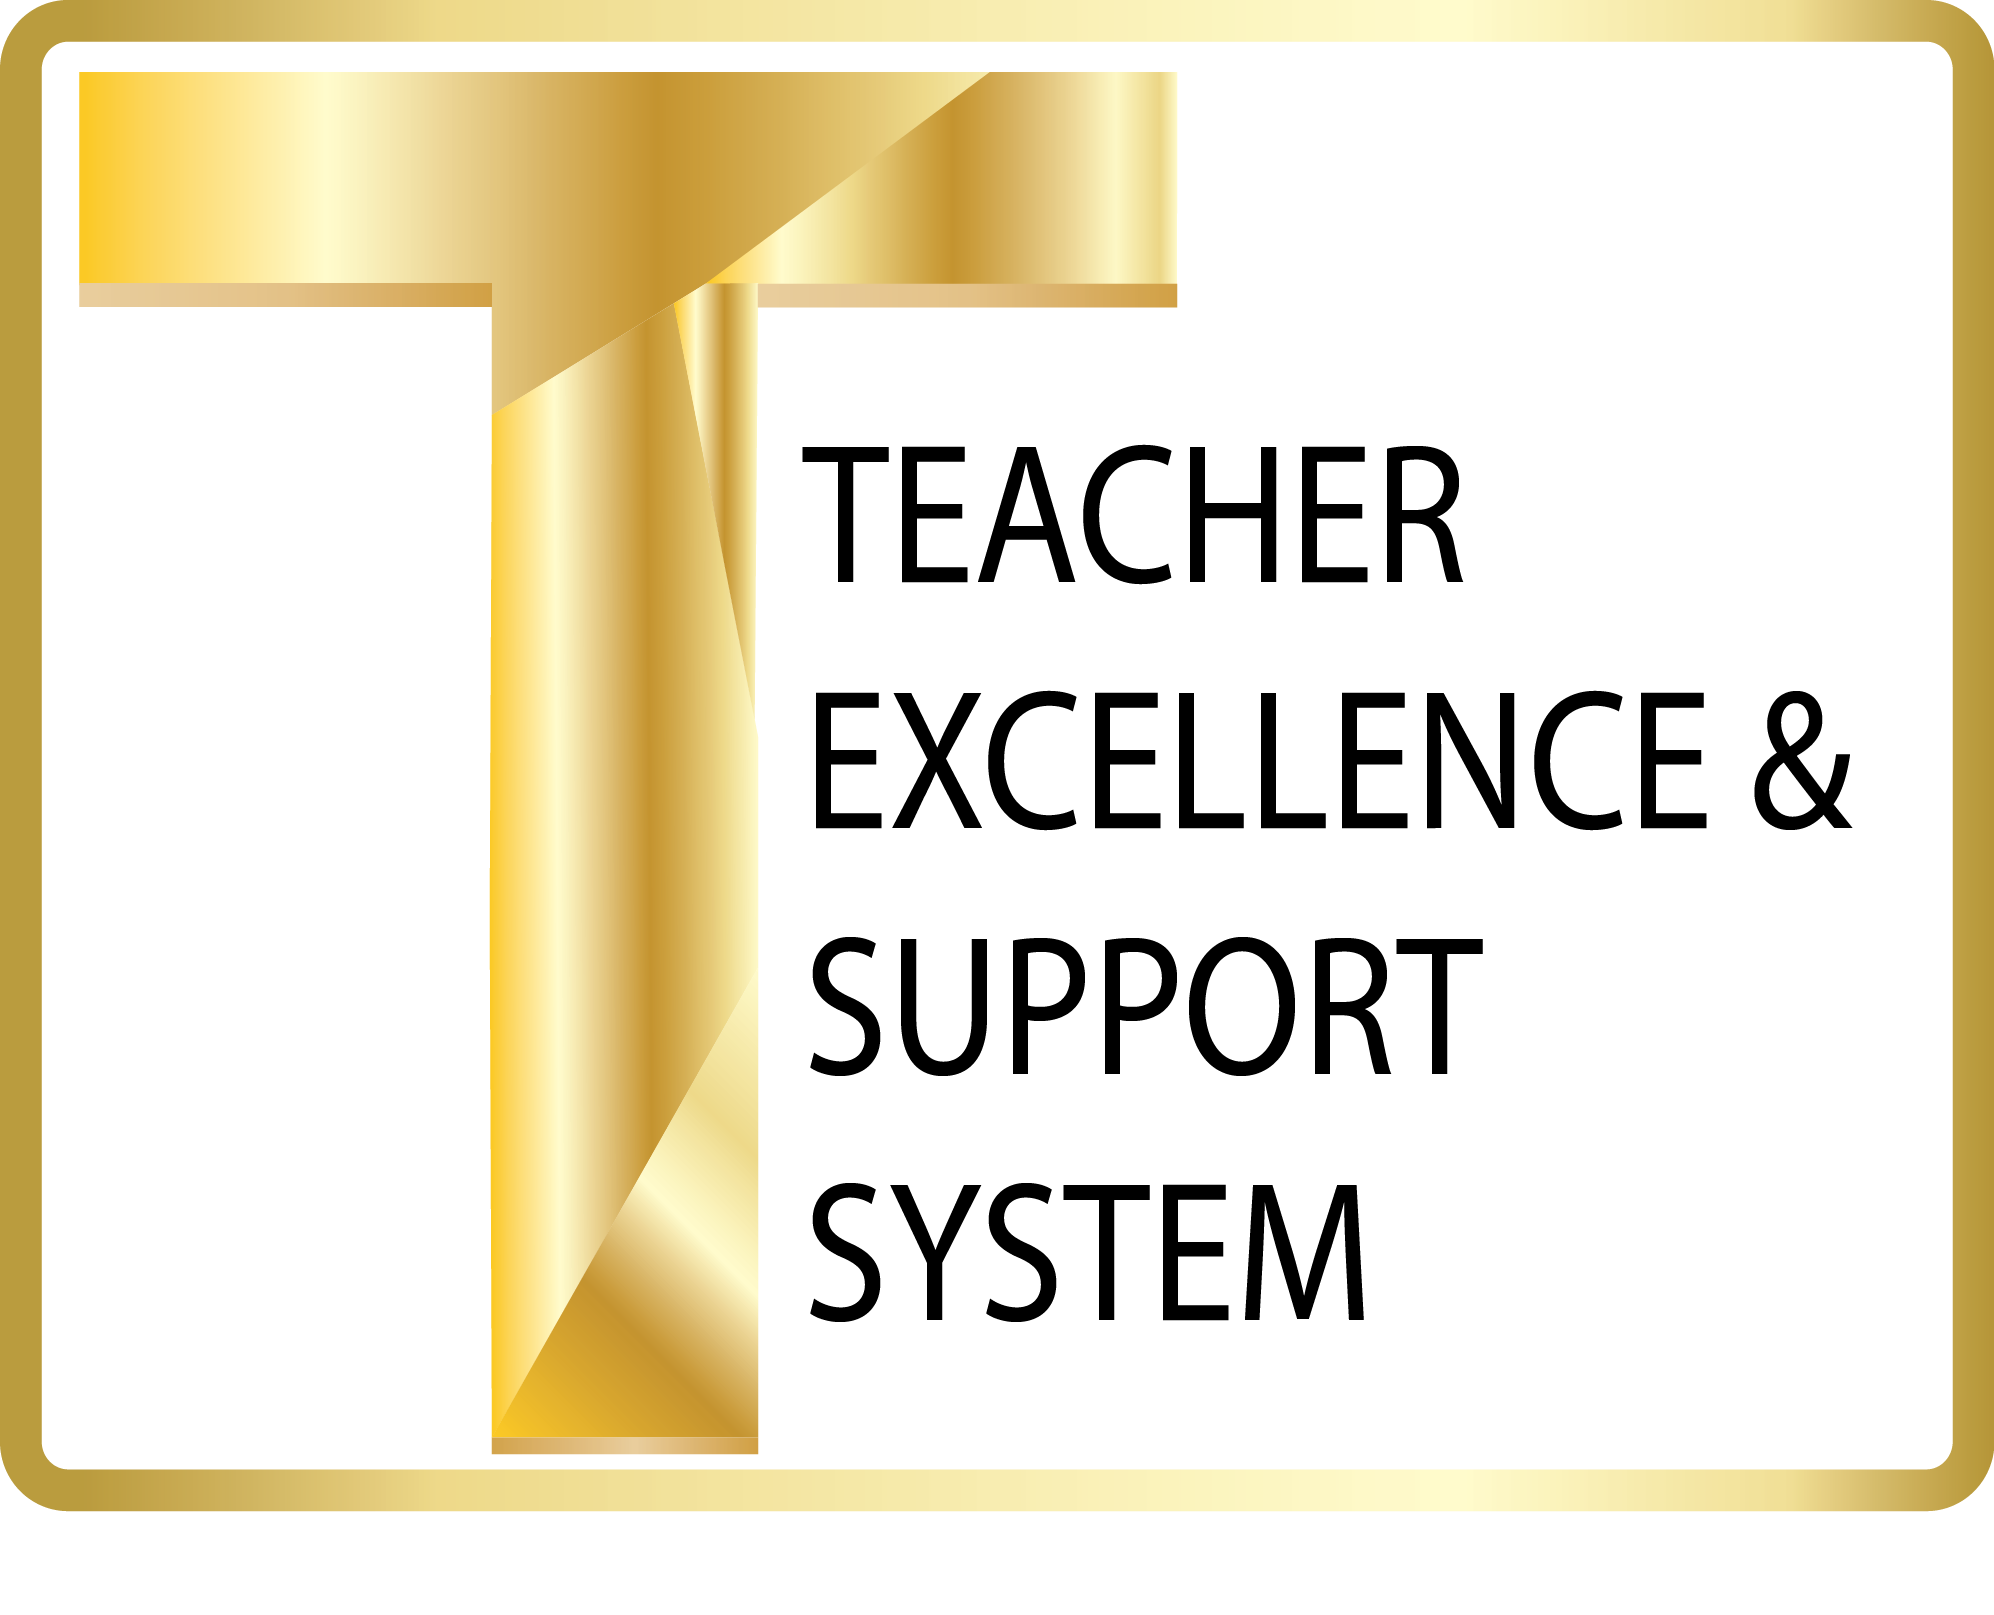 T
TEACHER
EXCELLENCE &
SUPPORT
SYSTEM